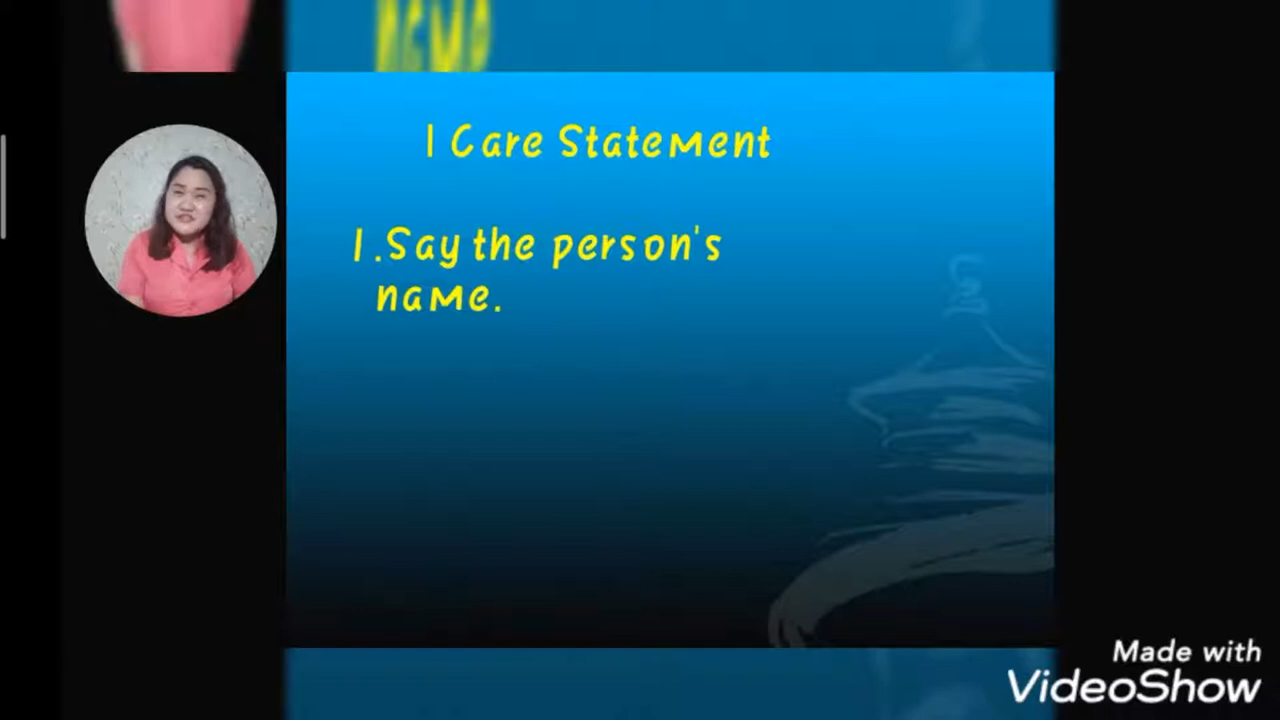 I Care Statement
1.Say the person's
name.
Made with
VideoShow